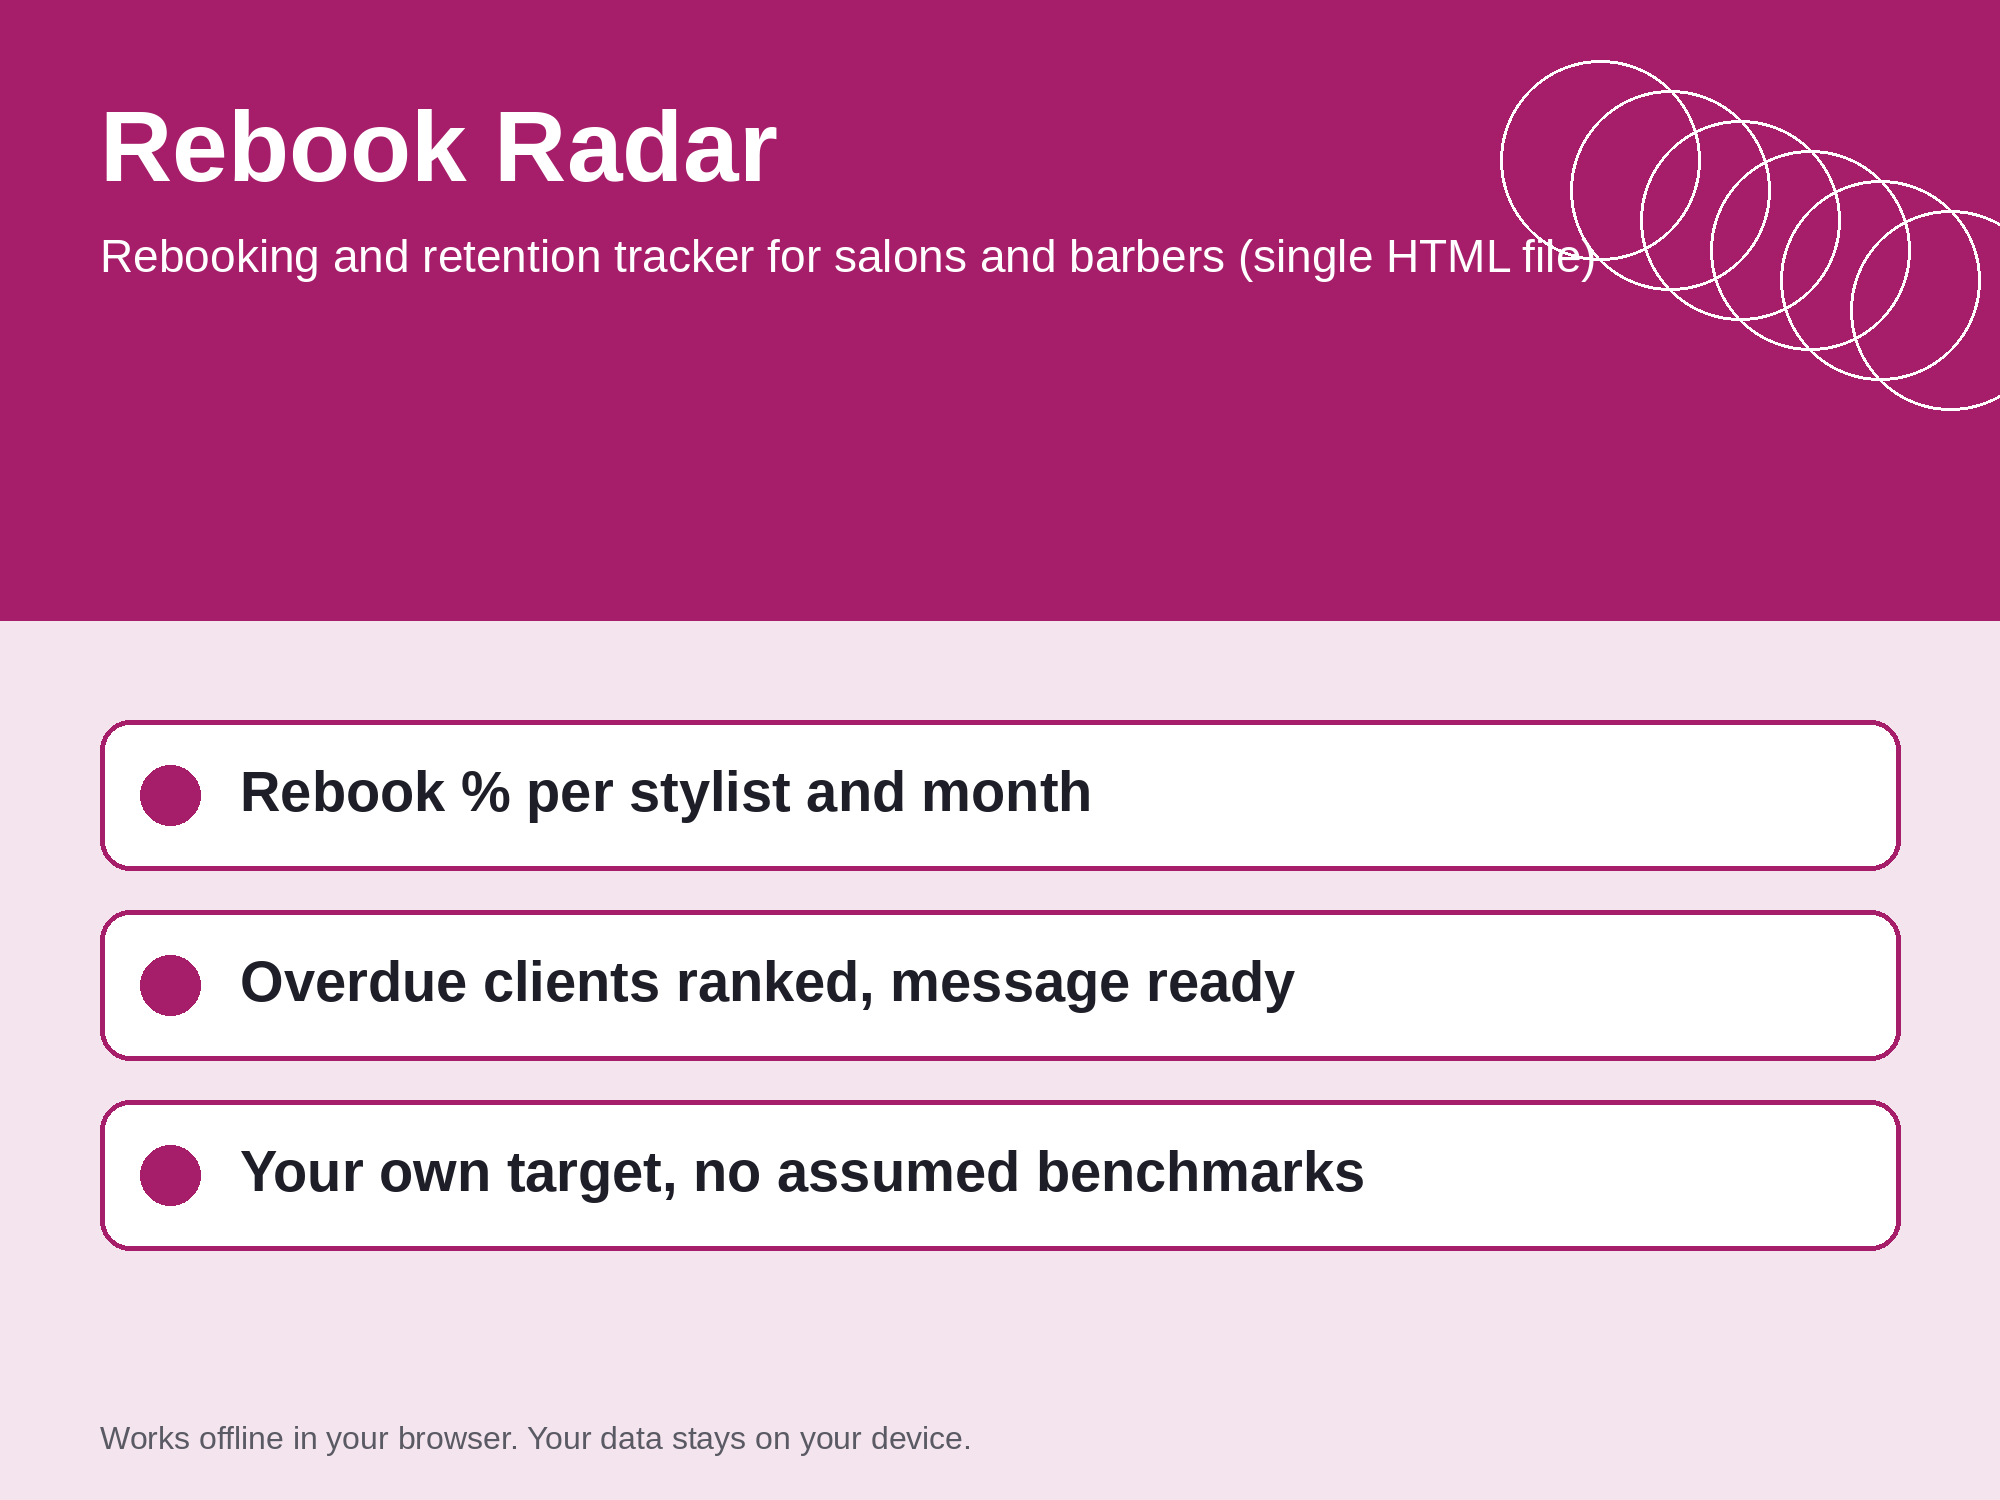 Rebook Radar
Rebooking and retention tracker for salons and barbers (single HTML file)
Rebook % per stylist and month
Overdue clients ranked, message ready
Your own target, no assumed benchmarks
Works offline in your browser. Your data stays on your device.